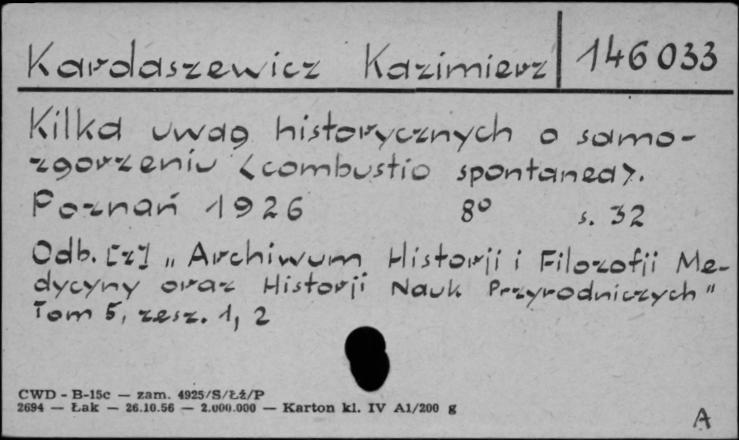 Kardaszewicz Kazimierz 146033
Kilka uwag historycznych o samo-
zgorzeniu <combustio spontanea>.
Poznań 1926 8° s. 32
Odb. [z] „Archiwum Historji i Filozofji Me-
dycyny oraz Historji Nauk Przyrodniczych"
Tom 5, zesz. 1, 2
CWD - B-15c — zam. 4925/S/Łź/P
2694 — Łak — 26.10.56 — 2.000.000 — Karton kl. IV A1/200 g
A